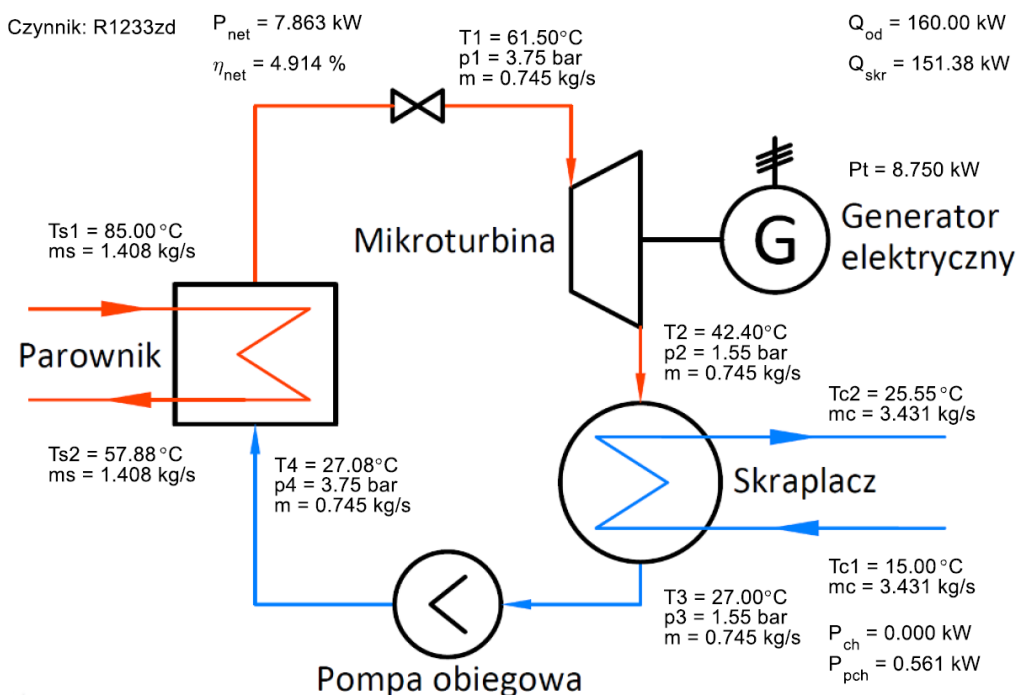 Czynnik: R1233zd
P_net = 7.863 kW
η_net = 4.914 %
T1 = 61.50°C
p1 = 3.75 bar
m = 0.745 kg/s
Q_od = 160.00 kW
Q_skr = 151.38 kW
Pt = 8.750 kW
G
Generator
elektryczny
Mikroturbina
Ts1 = 85.00°C
ms = 1.408 kg/s
Parownik
Ts2 = 57.88°C
ms = 1.408 kg/s
T2 = 42.40°C
p2 = 1.55 bar
m = 0.745 kg/s
Tc2 = 25.55°C
mc = 3.431 kg/s
T4 = 27.08°C
p4 = 3.75 bar
m = 0.745 kg/s
Skraplacz
Tc1 = 15.00°C
mc = 3.431 kg/s
T3 = 27.00°C
p3 = 1.55 bar
m = 0.745 kg/s
P_ch = 0.000 kW
P_pch = 0.561 kW
Pompa obiegowa